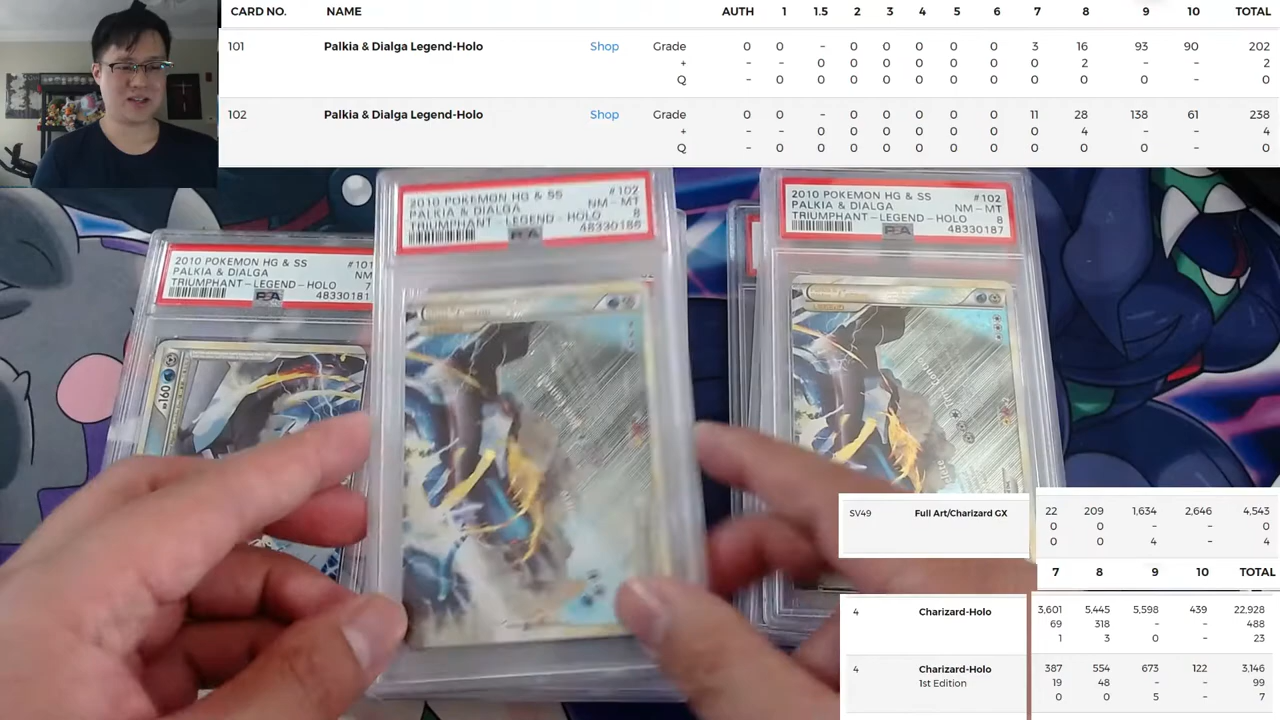 CARD NO. NAME AUTH 1 1.5 2 3 4 5 6 7 8 9 10 TOTAL
101 Palkia & Dialga Legend-Holo Shop Grade 0 0 - 0 0 0 0 0 3 16 93 90 202
+ - - 0 0 0 0 0 0 0 2 - - 2
Q - 0 0 0 0 0 0 0 0 0 0 - 0
102 Palkia & Dialga Legend-Holo Shop Grade 0 0 - 0 0 0 0 0 11 28 138 61 238
+ - - 0 0 0 0 0 0 0 4 - - 4
Q - 0 0 0 0 0 0 0 0 0 0 - 0
2010 POKEMON HG & SS #101
PALKIA & DIALGA NM
TRIUMPHANT-LEGEND-HOLO 7
PSA 48330181
160
2010 POKEMON HG & SS #102
PALKIA & DIALGA NM-MT
TRIUMPHANT-LEGEND-HOLO 8
PSA 48330186
2010 POKEMON HG & SS #102
PALKIA & DIALGA NM-MT
TRIUMPHANT-LEGEND-HOLO 8
PSA 48330187
SV49 Full Art/Charizard GX 22 209 1,634 2,646 4,543
0 0 - - 0
0 0 4 - 4
7 8 9 10 TOTAL
4 Charizard-Holo 3,601 5,445 5,598 439 22,928
69 318 - - 488
1 3 0 - 23
4 Charizard-Holo 387 554 673 122 3,146
1st Edition 19 48 - - 99
0 0 5 - 7